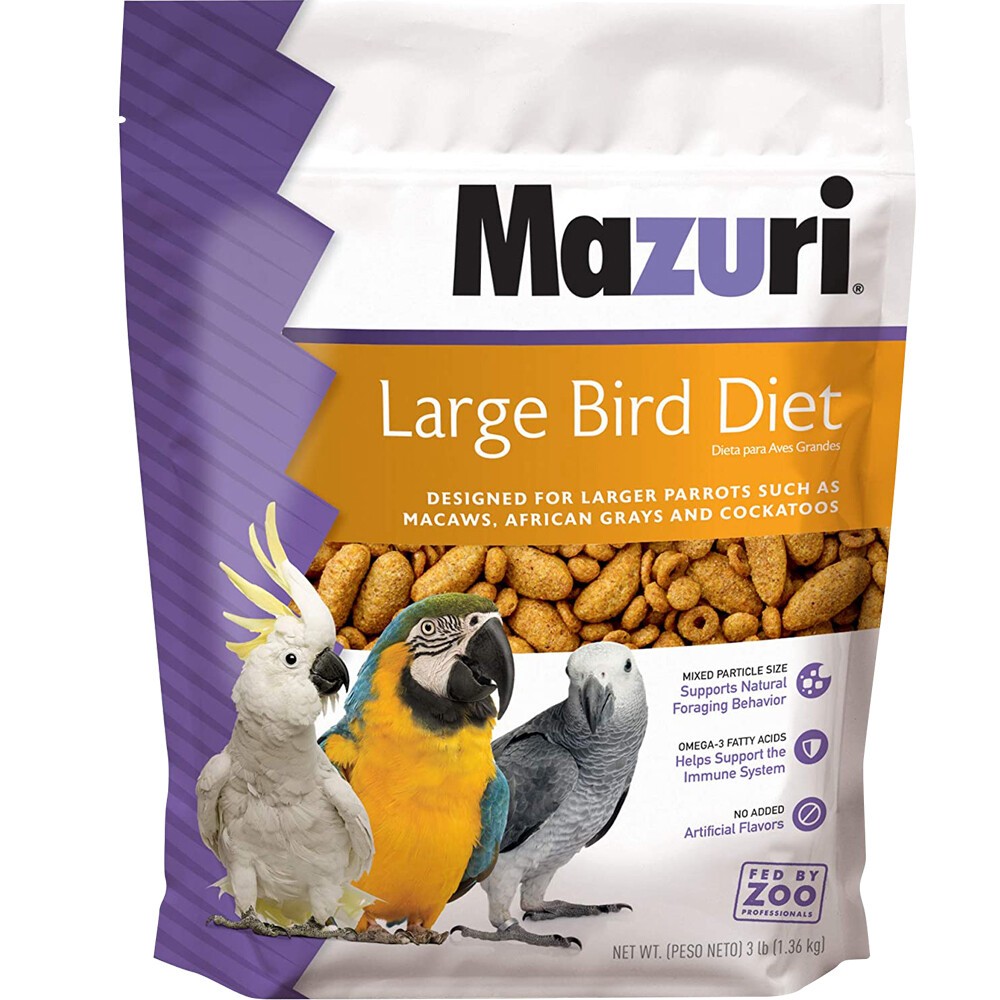 Mazuri®
Large Bird Diet
Dieta para Aves Grandes
DESIGNED FOR LARGER PARROTS SUCH AS
MACAWS, AFRICAN GRAYS AND COCKATOOS
MIXED PARTICLE SIZE
Supports Natural
Foraging Behavior
OMEGA-3 FATTY ACIDS
Helps Support the
Immune System
NO ADDED
Artificial Flavors
FED BY
ZOO
PROFESSIONALS
NET WT. (PESO NETO) 3 lb (1.36 kg)